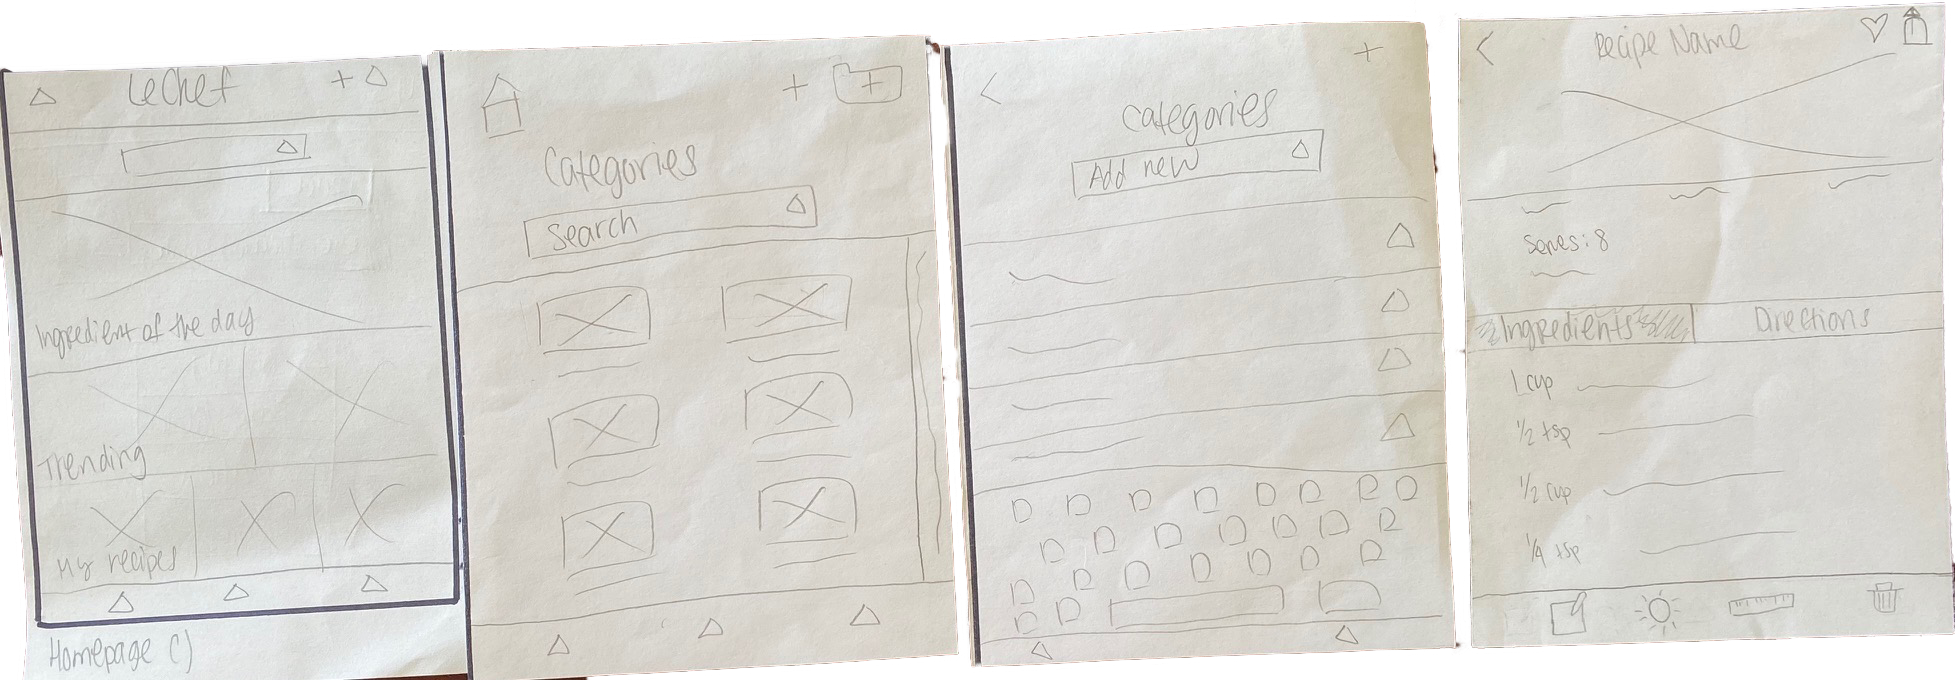 LeChef
Ingredient of the day
Trending
My recipes
Homepage C)
Categories
Search
Categories
Add new
Recipe Name
Serves: 8
Ingredients
Directions
1 cup
1/2 tsp
1/2 cup
1/4 tsp